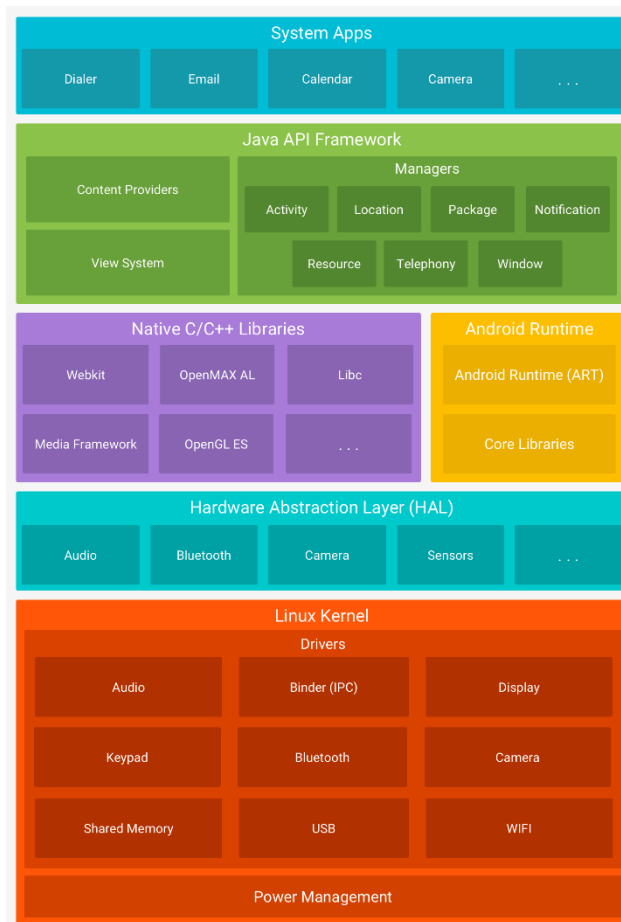 System Apps
Dialer
Email
Calendar
Camera
. . .
Java API Framework
Content Providers
View System
Managers
Activity
Location
Package
Notification
Resource
Telephony
Window
Native C/C++ Libraries
Webkit
OpenMAX AL
Libc
Media Framework
OpenGL ES
. . .
Android Runtime
Android Runtime (ART)
Core Libraries
Hardware Abstraction Layer (HAL)
Audio
Bluetooth
Camera
Sensors
. . .
Linux Kernel
Drivers
Audio
Binder (IPC)
Display
Keypad
Bluetooth
Camera
Shared Memory
USB
WIFI
Power Management